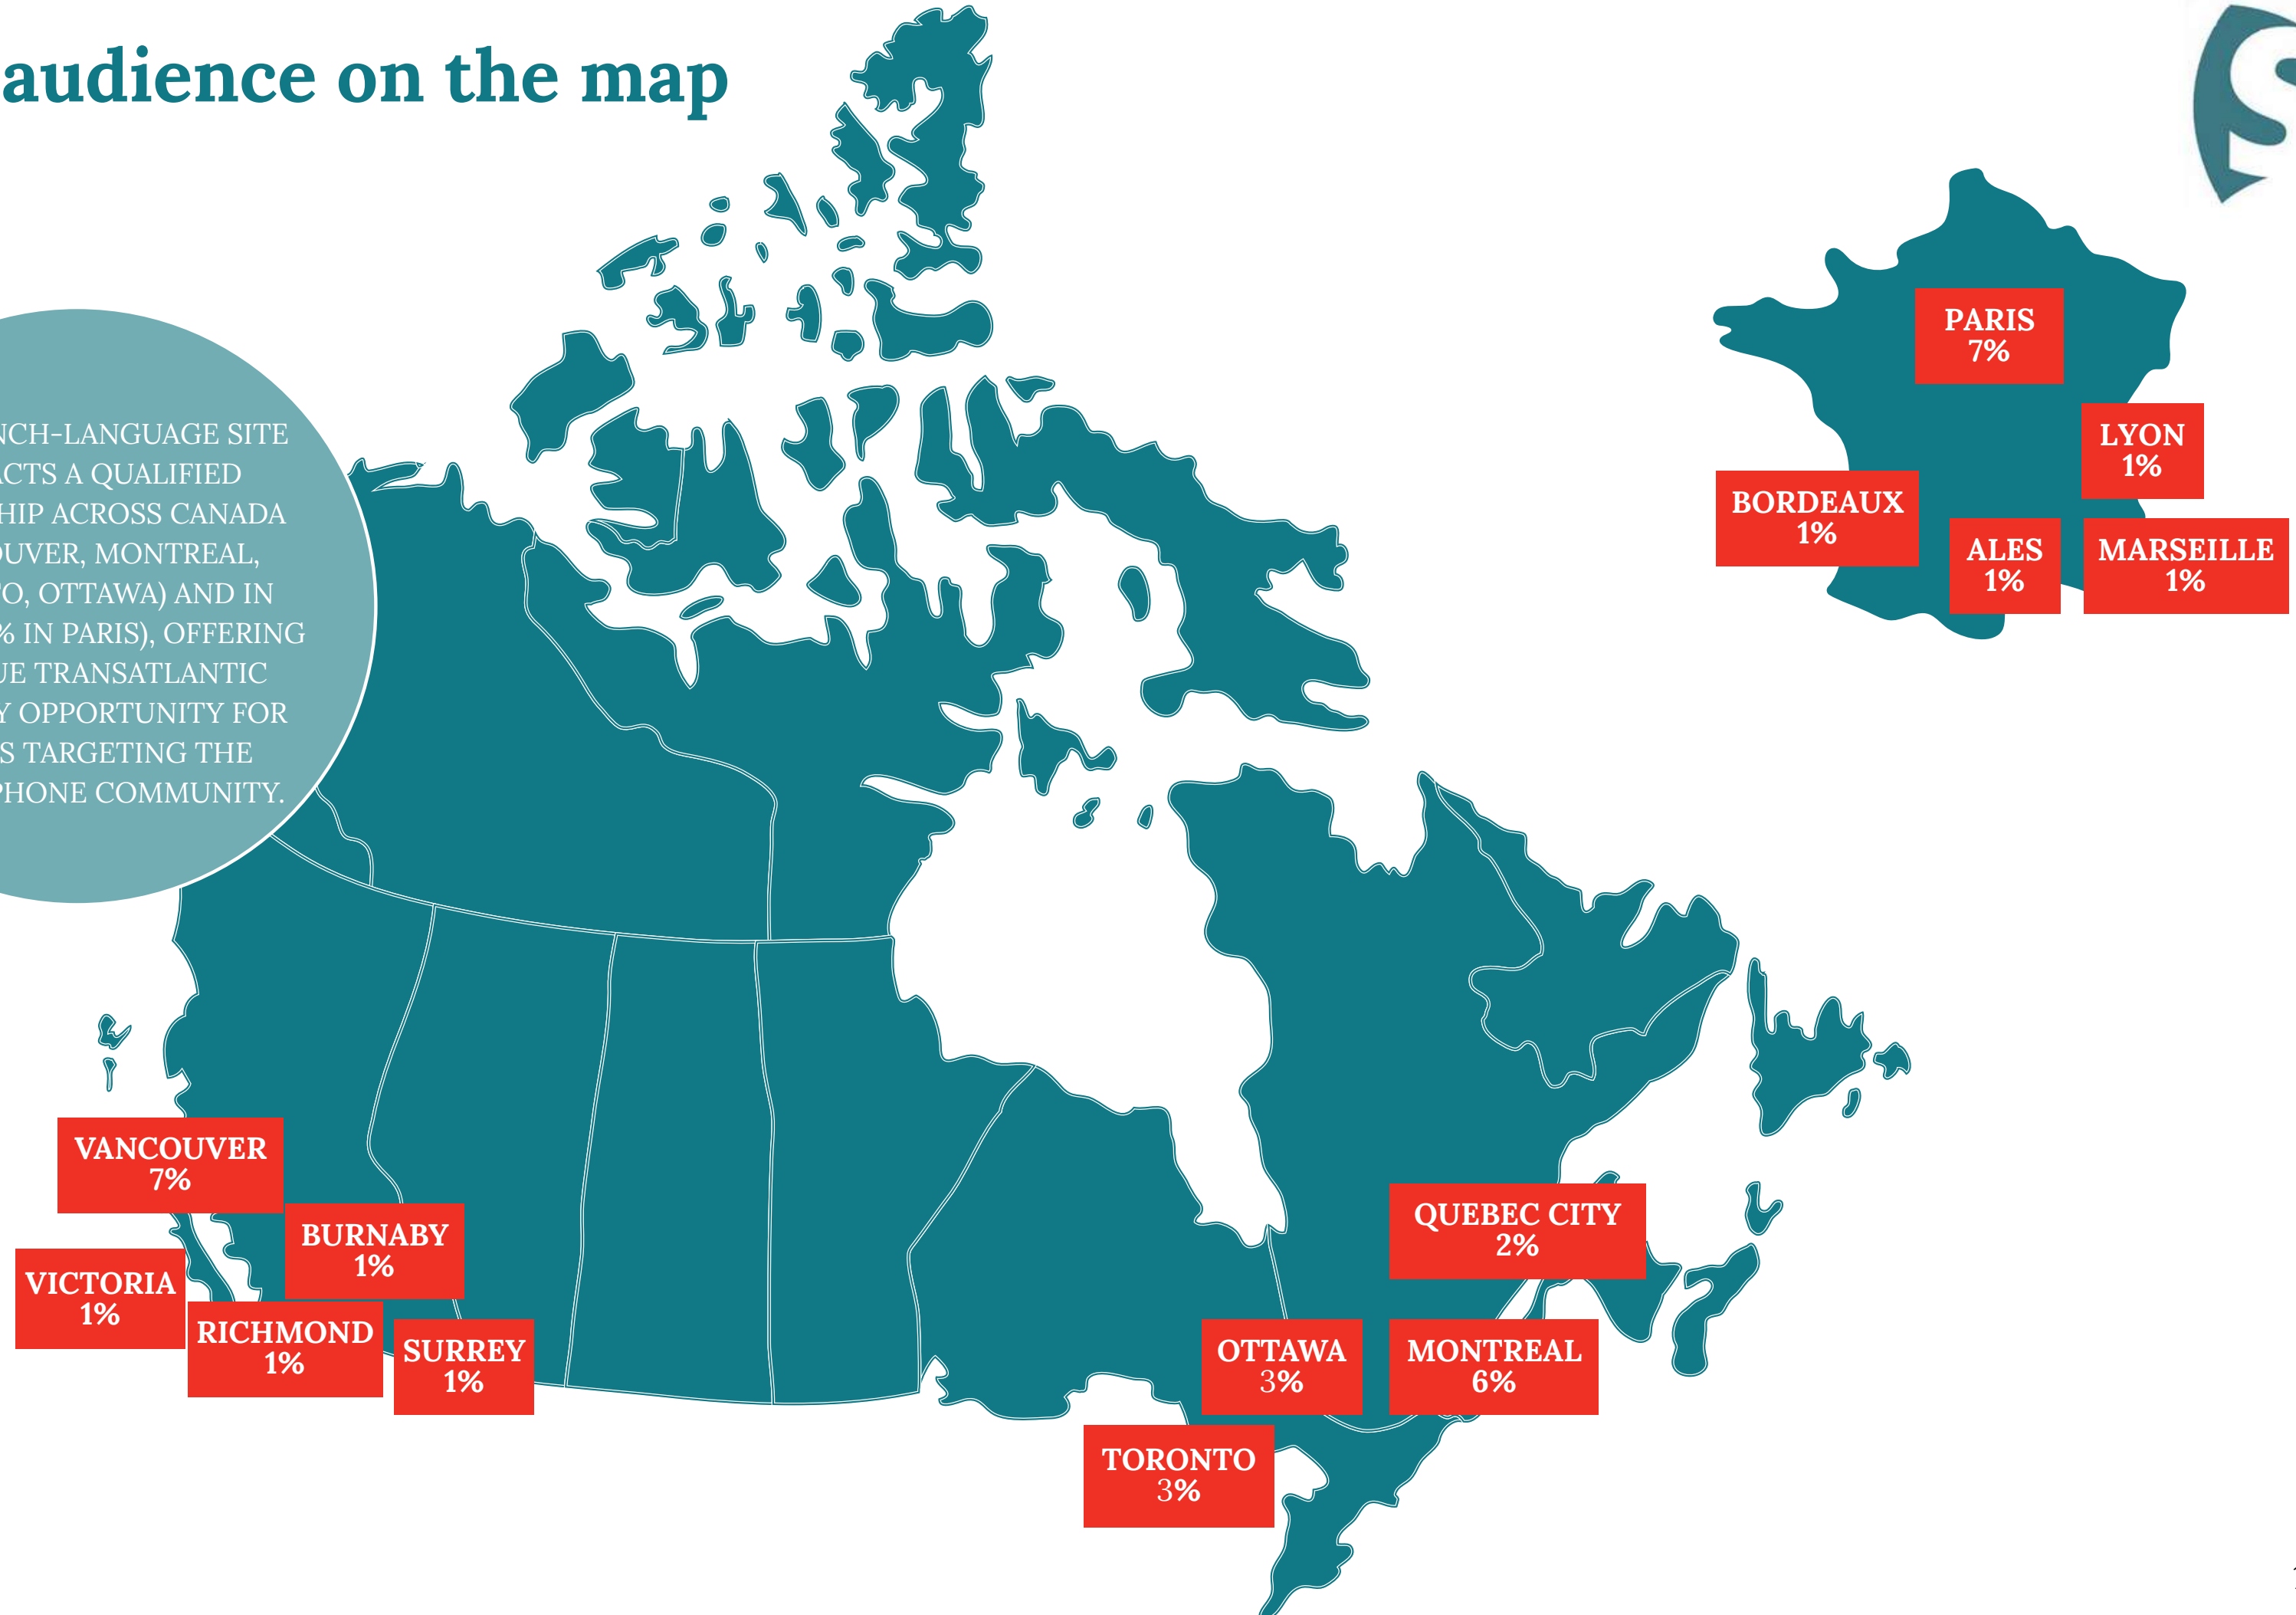 audience on the map
NCH-LANGUAGE SITE
ACTS A QUALIFIED
HIP ACROSS CANADA
OUVER, MONTREAL,
O, OTTAWA) AND IN
% IN PARIS), OFFERING
UE TRANSATLANTIC
Y OPPORTUNITY FOR
S TARGETING THE
PHONE COMMUNITY.
PARIS
7%
LYON
1%
BORDEAUX
1%
ALES
1%
MARSEILLE
1%
VANCOUVER
7%
BURNABY
1%
VICTORIA
1%
RICHMOND
1%
SURREY
1%
QUEBEC CITY
2%
OTTAWA
3%
MONTREAL
6%
TORONTO
3%